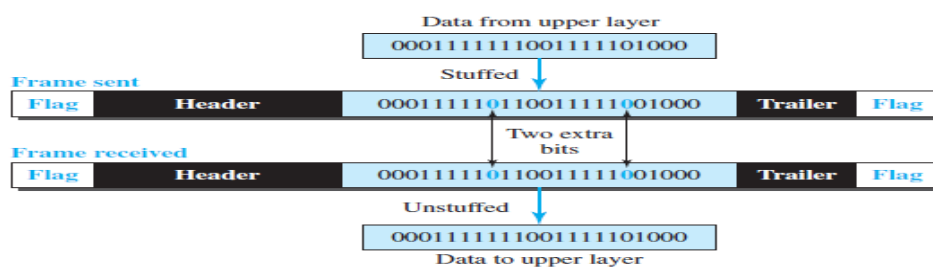 Data from upper layer
0001111111001111101000
Stuffed
Frame sent
Flag Header 000111110110011111001000 Trailer Flag
Two extra
bits
Frame received
Flag Header 000111110110011111001000 Trailer Flag
Unstuffed
0001111111001111101000
Data to upper layer